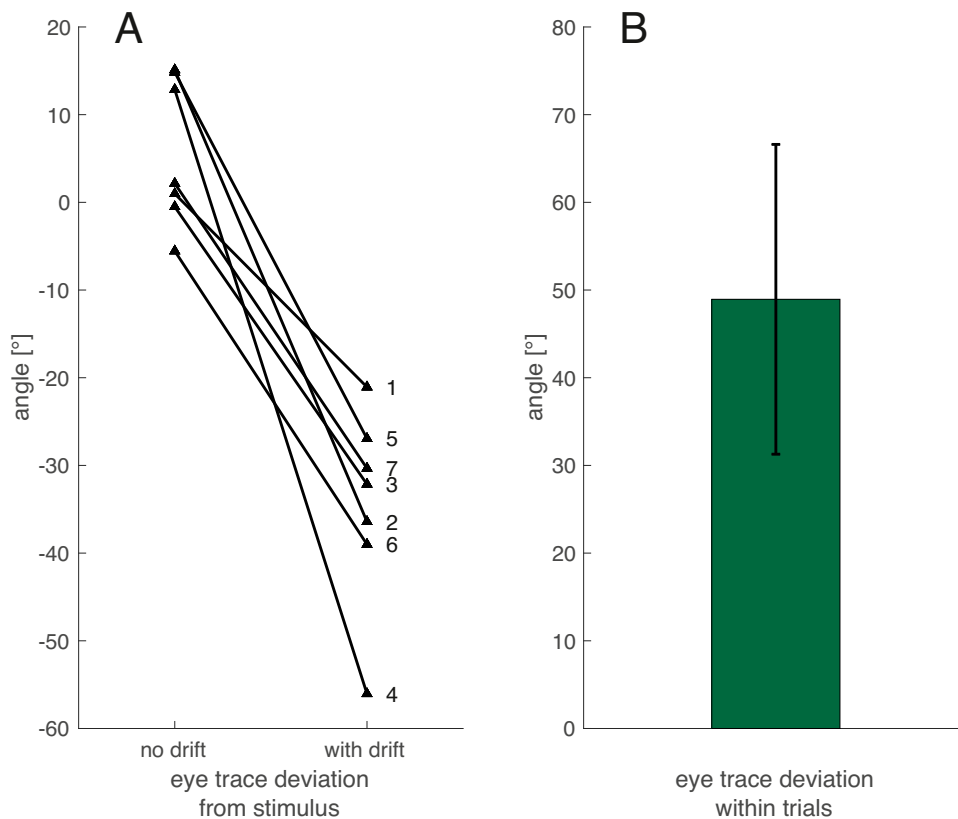 A
20
10
0
-10
-20
-30
-40
-50
-60
angle [°]
1
5
7
3
2
6
4
no drift
with drift
eye trace deviation
from stimulus
B
80
70
60
50
40
30
20
10
0
angle [°]
eye trace deviation
within trials